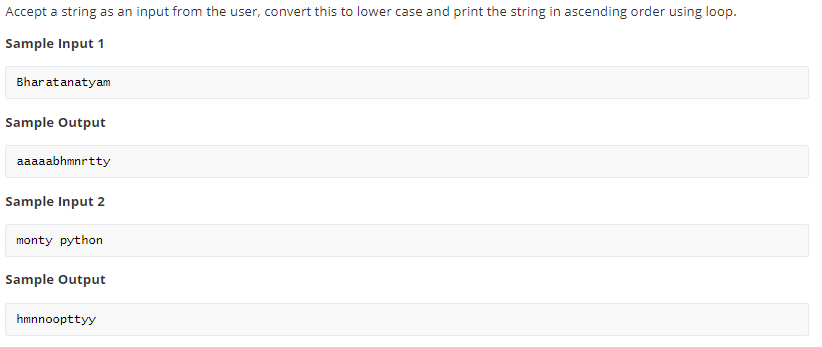 Accept a string as an input from the user, convert this to lower case and print the string in ascending order using loop.
Sample Input 1
Bharatanatyam
Sample Output
aaaaabhmnrtty
Sample Input 2
monty python
Sample Output
hmnnoopttyy